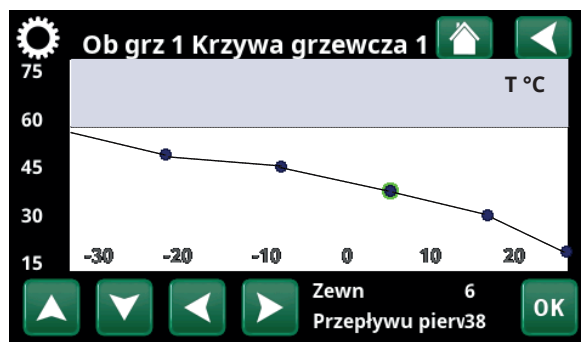 Ob grz 1 Krzywa grzewcza 1
75
T °C
60
45
30
15
-30 -20 -10 0 10 20
Zewn 6
Przepływu pierw38
OK